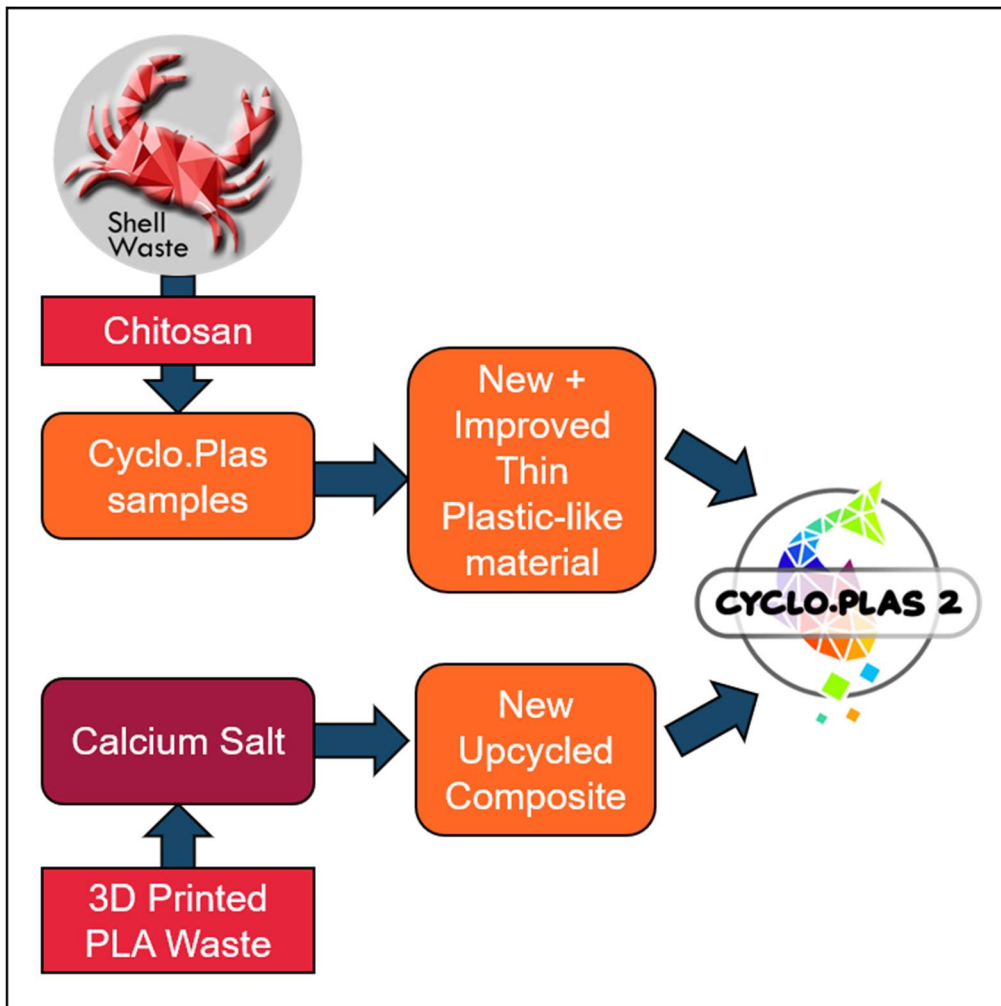 Shell
Waste
Chitosan
Cyclo.Plas
samples
New +
Improved
Thin
Plastic-like
material
CYCLO.PLAS 2
Calcium Salt
New
Upcycled
Composite
3D Printed
PLA Waste